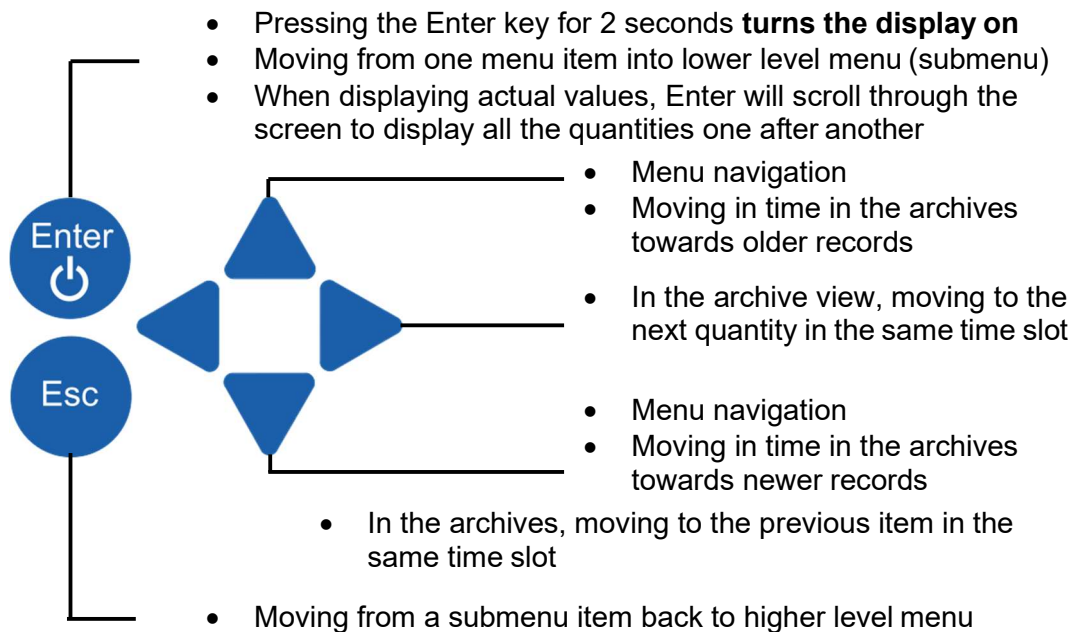 • Pressing the Enter key for 2 seconds turns the display on
• Moving from one menu item into lower level menu (submenu)
• When displaying actual values, Enter will scroll through the
screen to display all the quantities one after another
• Menu navigation
• Moving in time in the archives
towards older records
Enter
• In the archive view, moving to the
next quantity in the same time slot
Esc
• Menu navigation
• Moving in time in the archives
towards newer records
• In the archives, moving to the previous item in the
same time slot
• Moving from a submenu item back to higher level menu